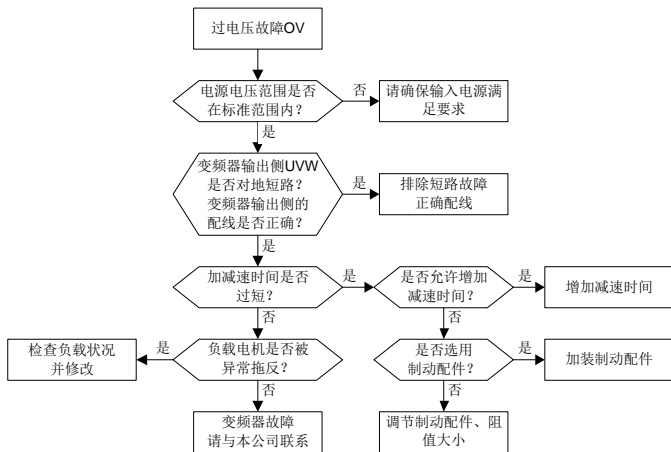 过电压故障OV
电源电压范围是否
在标准范围内？
否
请确保输入电源满
足要求
是
变频器输出侧UVW
是否对地短路？
变频器输出侧的
配线是否正确？
是
排除短路故障
正确配线
是
加减速时间是否
过短？
是
是否允许增加
减速时间？
是
增加减速时间
否
否
检查负载状况
并修改
是
负载电机是否被
异常拖反？
是否选用
制动配件？
是
加装制动配件
否
否
变频器故障
请与本公司联系
调节制动配件、阻
值大小